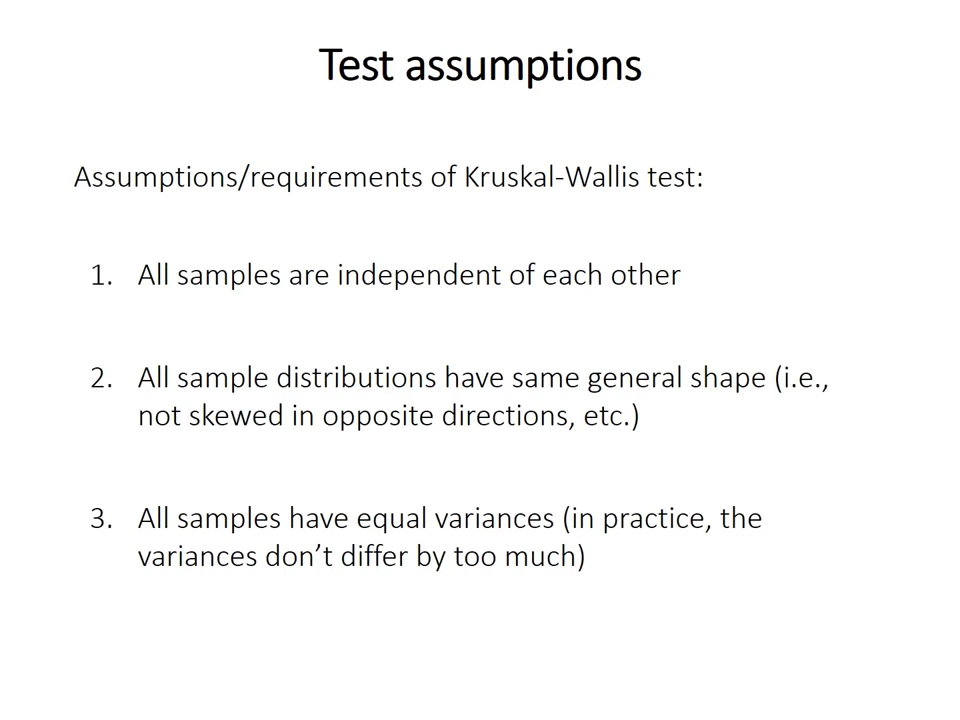 Test assumptions
Assumptions/requirements of Kruskal-Wallis test:
1. All samples are independent of each other
2. All sample distributions have same general shape (i.e.,
not skewed in opposite directions, etc.)
3. All samples have equal variances (in practice, the
variances don’t differ by too much)